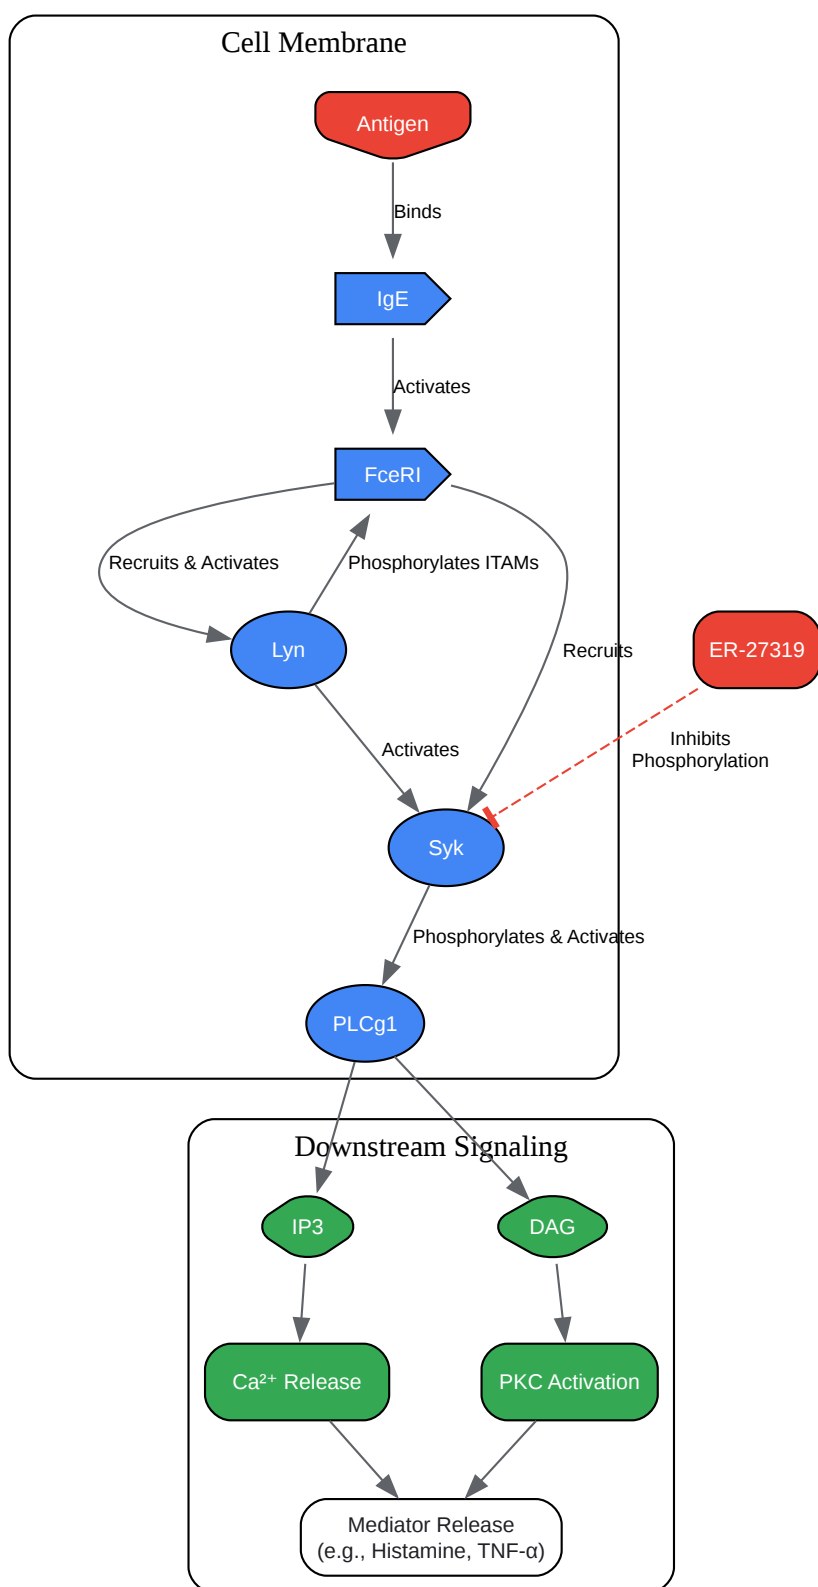 Cell Membrane
Antigen
Binds
IgE
Activates
FceRI
Recruits & Activates
Phosphorylates ITAMs
Lyn
Recruits
ER-27319
Inhibits
Phosphorylation
Activates
Syk
Phosphorylates & Activates
PLCg1
Downstream Signaling
IP3
DAG
Ca²⁺ Release
PKC Activation
Mediator Release
(e.g., Histamine, TNF-α)